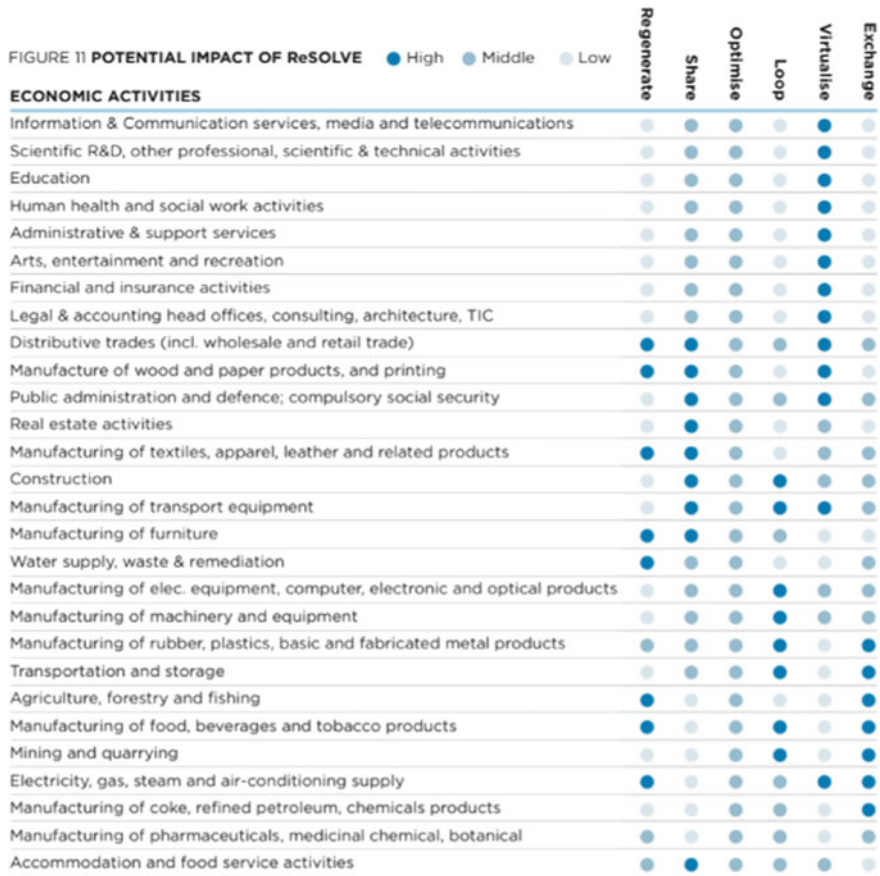 Regenerate
Share
Optimise
Loop
Virtualise
Exchange
FIGURE 11 POTENTIAL IMPACT OF ReSOLVE High Middle Low
ECONOMIC ACTIVITIES
Information & Communication services, media and telecommunications
Scientific R&D, other professional, scientific & technical activities
Education
Human health and social work activities
Administrative & support services
Arts, entertainment and recreation
Financial and insurance activities
Legal & accounting head offices, consulting, architecture, TIC
Distributive trades (incl. wholesale and retail trade)
Manufacture of wood and paper products, and printing
Public administration and defence; compulsory social security
Real estate activities
Manufacturing of textiles, apparel, leather and related products
Construction
Manufacturing of transport equipment
Manufacturing of furniture
Water supply, waste & remediation
Manufacturing of elec. equipment, computer, electronic and optical products
Manufacturing of machinery and equipment
Manufacturing of rubber, plastics, basic and fabricated metal products
Transportation and storage
Agriculture, forestry and fishing
Manufacturing of food, beverages and tobacco products
Mining and quarrying
Electricity, gas, steam and air-conditioning supply
Manufacturing of coke, refined petroleum, chemicals products
Manufacturing of pharmaceuticals, medicinal chemical, botanical
Accommodation and food service activities